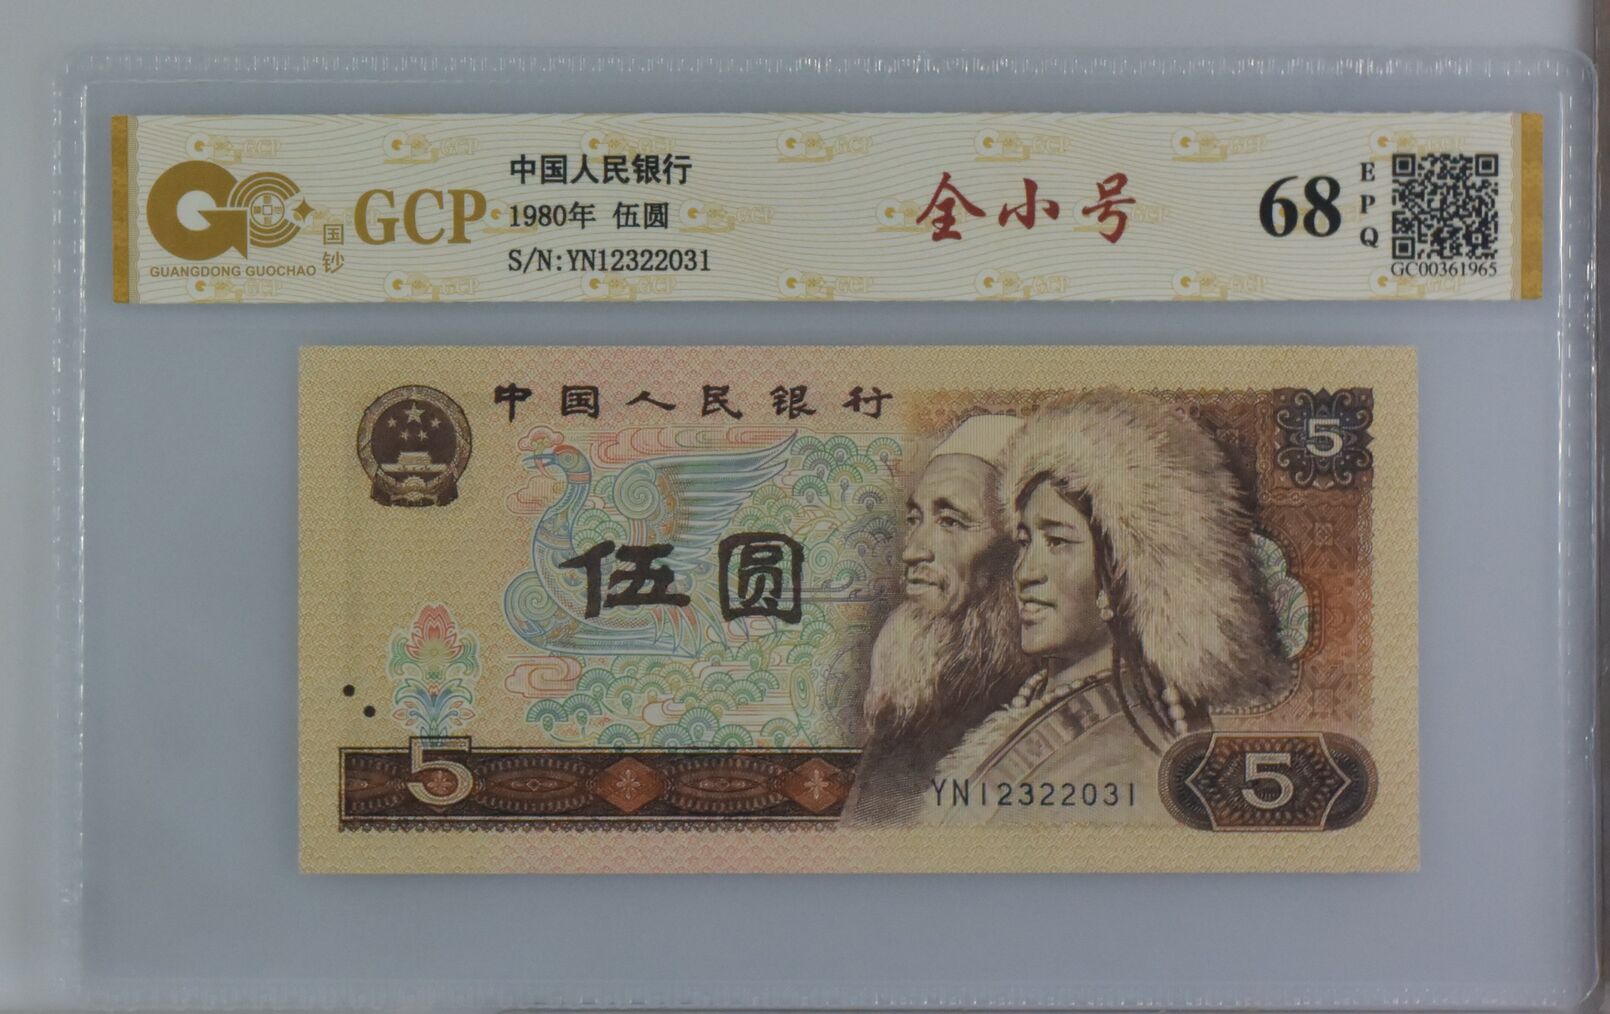 GUANGDONG GUOCHAO
国钞
GCP
中国人民银行
1980年 伍圆
S/N:YN12322031
全小号
68
EPQ
GC00361965
中国人民银行
5
伍圆
5
YN12322031
5